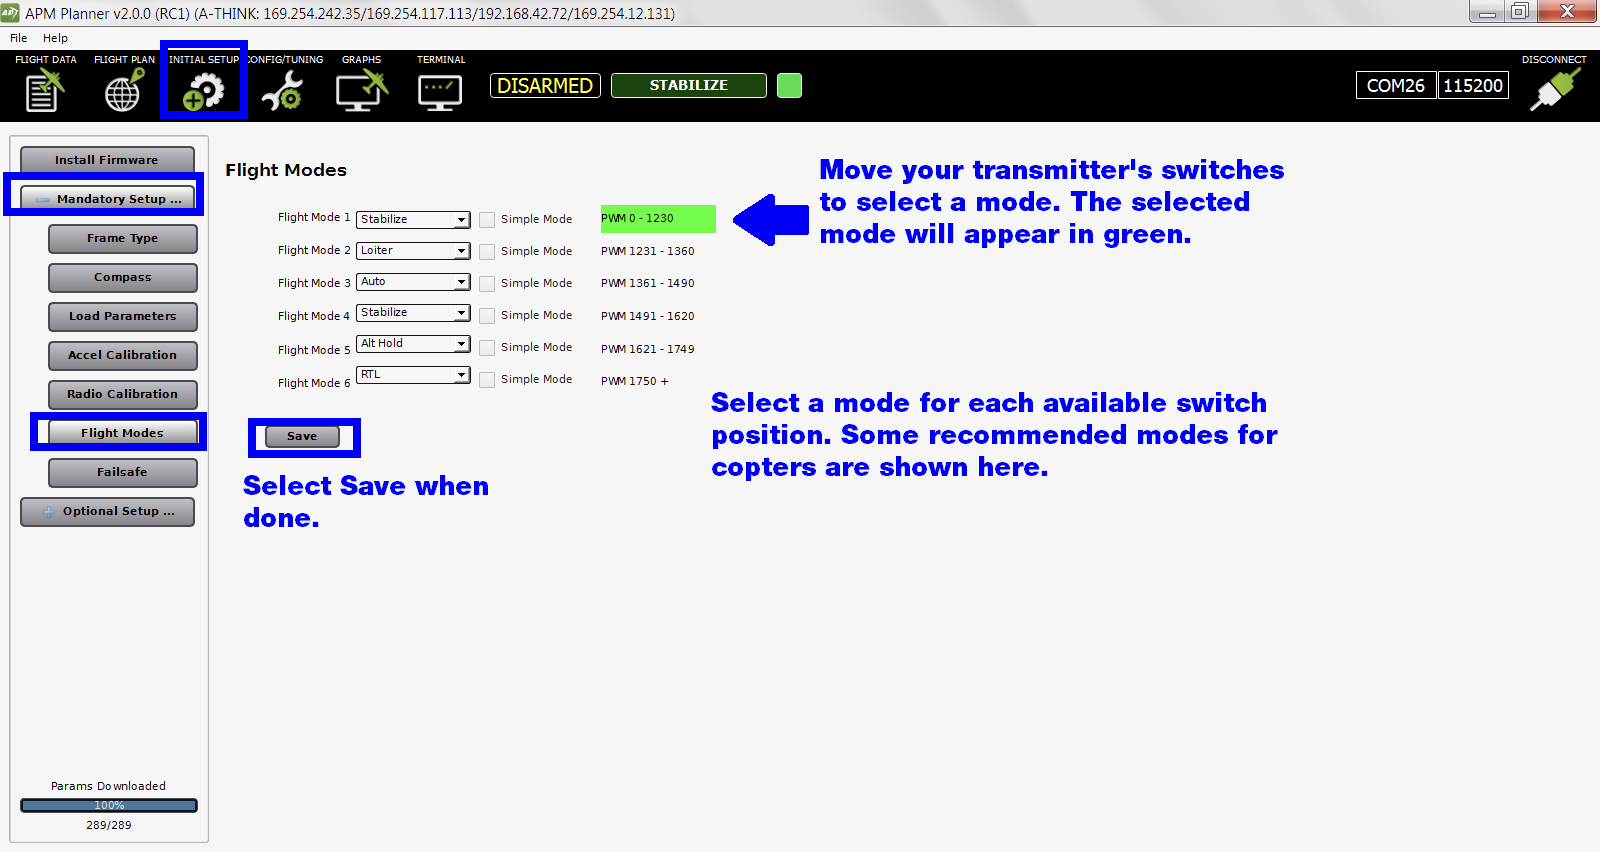 APM Planner v2.0.0 (RC1) (A-THINK: 169.254.242.35/169.254.117.113/192.168.42.72/169.254.12.131)
File Help
FLIGHT DATA FLIGHT PLAN INITIAL SETUP CONFIG/TUNING GRAPHS TERMINAL DISCONNECT
DISARMED STABILIZE COM26 115200
Install Firmware
Mandatory Setup ...
Frame Type
Compass
Load Parameters
Accel Calibration
Radio Calibration
Flight Modes
Failsafe
Optional Setup ...
Params Downloaded
100%
289/289
Flight Modes
Flight Mode 1 Stabilize Simple Mode PWM 0 - 1230
Flight Mode 2 Loiter Simple Mode PWM 1231 - 1360
Flight Mode 3 Auto Simple Mode PWM 1361 - 1490
Flight Mode 4 Stabilize Simple Mode PWM 1491 - 1620
Flight Mode 5 Alt Hold Simple Mode PWM 1621 - 1749
Flight Mode 6 RTL Simple Mode PWM 1750 +
Save
Select Save when
done.
Move your transmitter's switches
to select a mode. The selected
mode will appear in green.
Select a mode for each available switch
position. Some recommended modes for
copters are shown here.